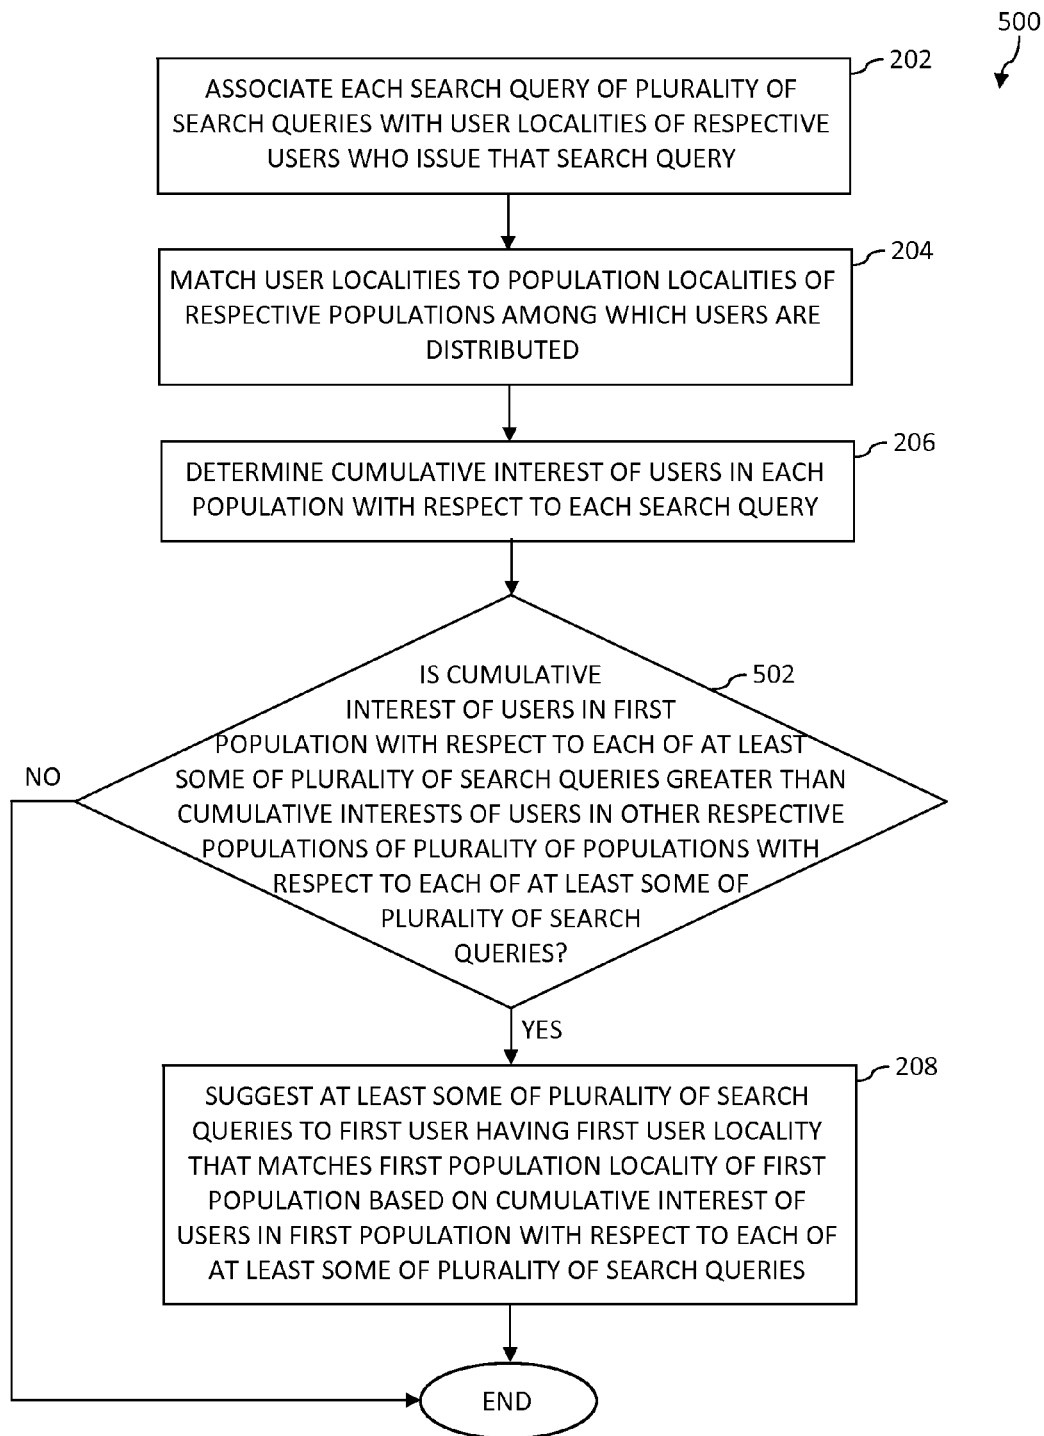 500
202
ASSOCIATE EACH SEARCH QUERY OF PLURALITY OF
SEARCH QUERIES WITH USER LOCALITIES OF RESPECTIVE
USERS WHO ISSUE THAT SEARCH QUERY
204
MATCH USER LOCALITIES TO POPULATION LOCALITIES OF
RESPECTIVE POPULATIONS AMONG WHICH USERS ARE
DISTRIBUTED
206
DETERMINE CUMULATIVE INTEREST OF USERS IN EACH
POPULATION WITH RESPECT TO EACH SEARCH QUERY
502
IS CUMULATIVE
INTEREST OF USERS IN FIRST
POPULATION WITH RESPECT TO EACH OF AT LEAST
SOME OF PLURALITY OF SEARCH QUERIES GREATER THAN
CUMULATIVE INTERESTS OF USERS IN OTHER RESPECTIVE
POPULATIONS OF PLURALITY OF POPULATIONS WITH
RESPECT TO EACH OF AT LEAST SOME OF
PLURALITY OF SEARCH
QUERIES?
NO
YES
208
SUGGEST AT LEAST SOME OF PLURALITY OF SEARCH
QUERIES TO FIRST USER HAVING FIRST USER LOCALITY
THAT MATCHES FIRST POPULATION LOCALITY OF FIRST
POPULATION BASED ON CUMULATIVE INTEREST OF
USERS IN FIRST POPULATION WITH RESPECT TO EACH OF
AT LEAST SOME OF PLURALITY OF SEARCH QUERIES
END